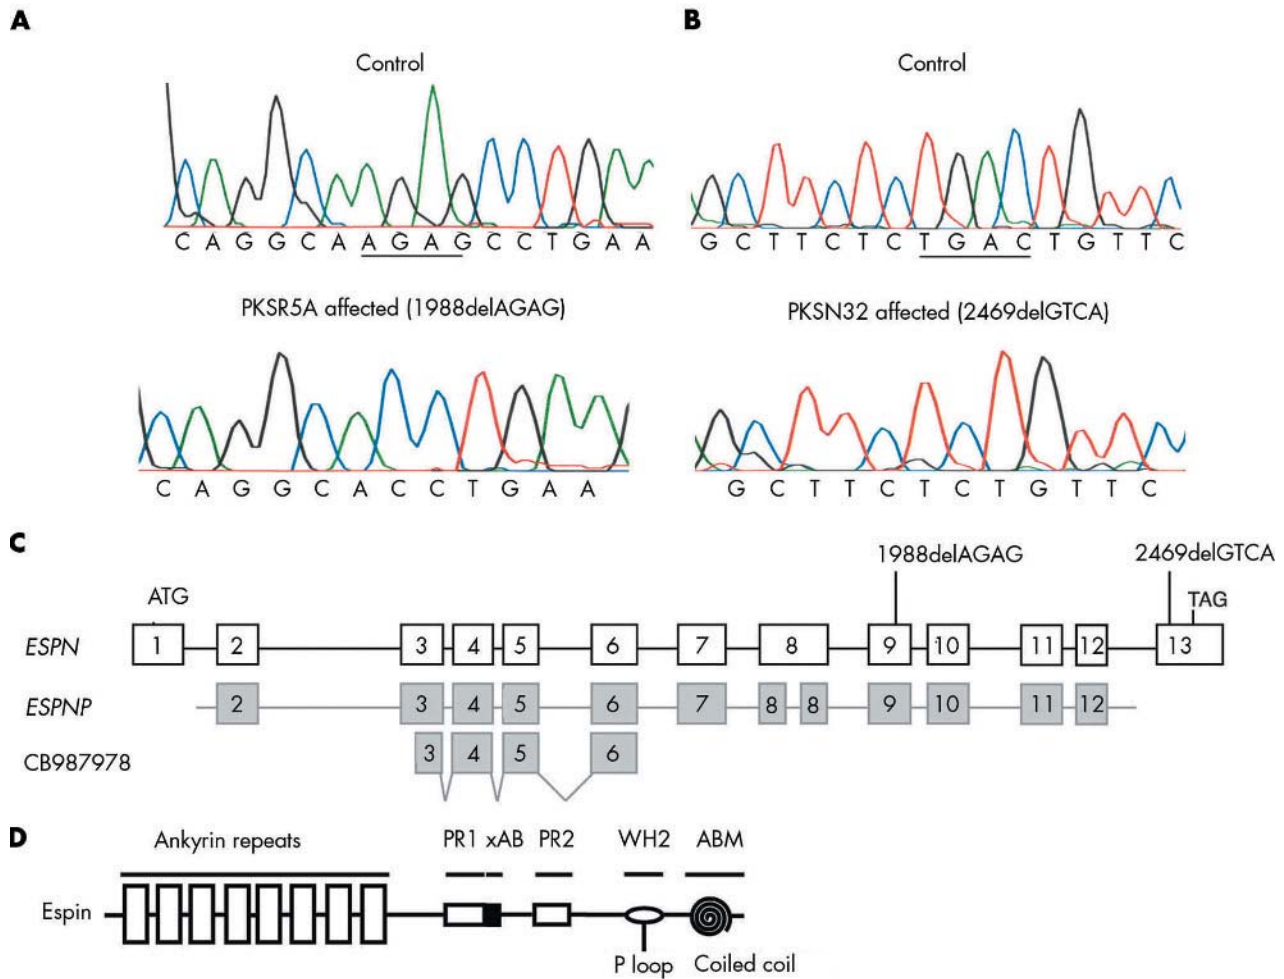 A
Control
C A G G C A A G A G C C T G A A
PKSR5A affected (1988delAGAG)
C A G G C A C C T G A A
B
Control
G C T T C T C T G A C T G T T C
PKSN32 affected (2469delGTCA)
G C T T C T C T G T T C
C
1988delAGAG 2469delGTCA
ATG TAG
ESPN 1 2 3 4 5 6 7 8 9 10 11 12 13
ESPNP 2 3 4 5 6 7 8 8 9 10 11 12
CB987978 3 4 5 6
D
Ankyrin repeats PR1 xAB PR2 WH2 ABM
Espin
P loop Coiled coil